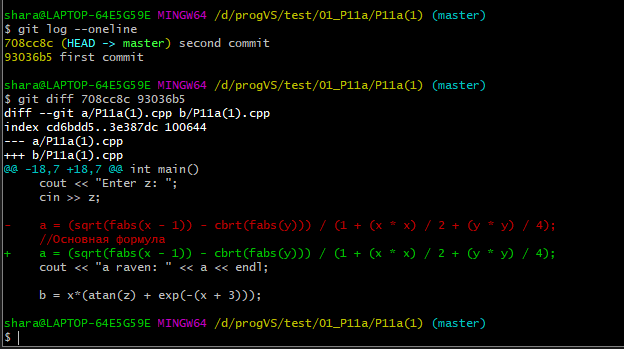 shara@LAPTOP-64E5G59E MINGW64 /d/progVS/test/01_P11a/P11a(1) (master)
$ git log --oneline
708cc8c (HEAD -> master) second commit
93036b5 first commit
shara@LAPTOP-64E5G59E MINGW64 /d/progVS/test/01_P11a/P11a(1) (master)
$ git diff 708cc8c 93036b5
diff --git a/P11a(1).cpp b/P11a(1).cpp
index cd6bdd5..3e387dc 100644
--- a/P11a(1).cpp
+++ b/P11a(1).cpp
@@ -18,7 +18,7 @@ int main()
cout << "Enter z: ";
cin >> z;
- a = (sqrt(fabs(x - 1)) - cbrt(fabs(y))) / (1 + (x * x) / 2 + (y * y) / 4);
//Основная формула
+ a = (sqrt(fabs(x - 1)) - cbrt(fabs(y))) / (1 + (x * x) / 2 + (y * y) / 4);
cout << "a raven: " << a << endl;
b = x*(atan(z) + exp(-(x + 3)));
shara@LAPTOP-64E5G59E MINGW64 /d/progVS/test/01_P11a/P11a(1) (master)
$